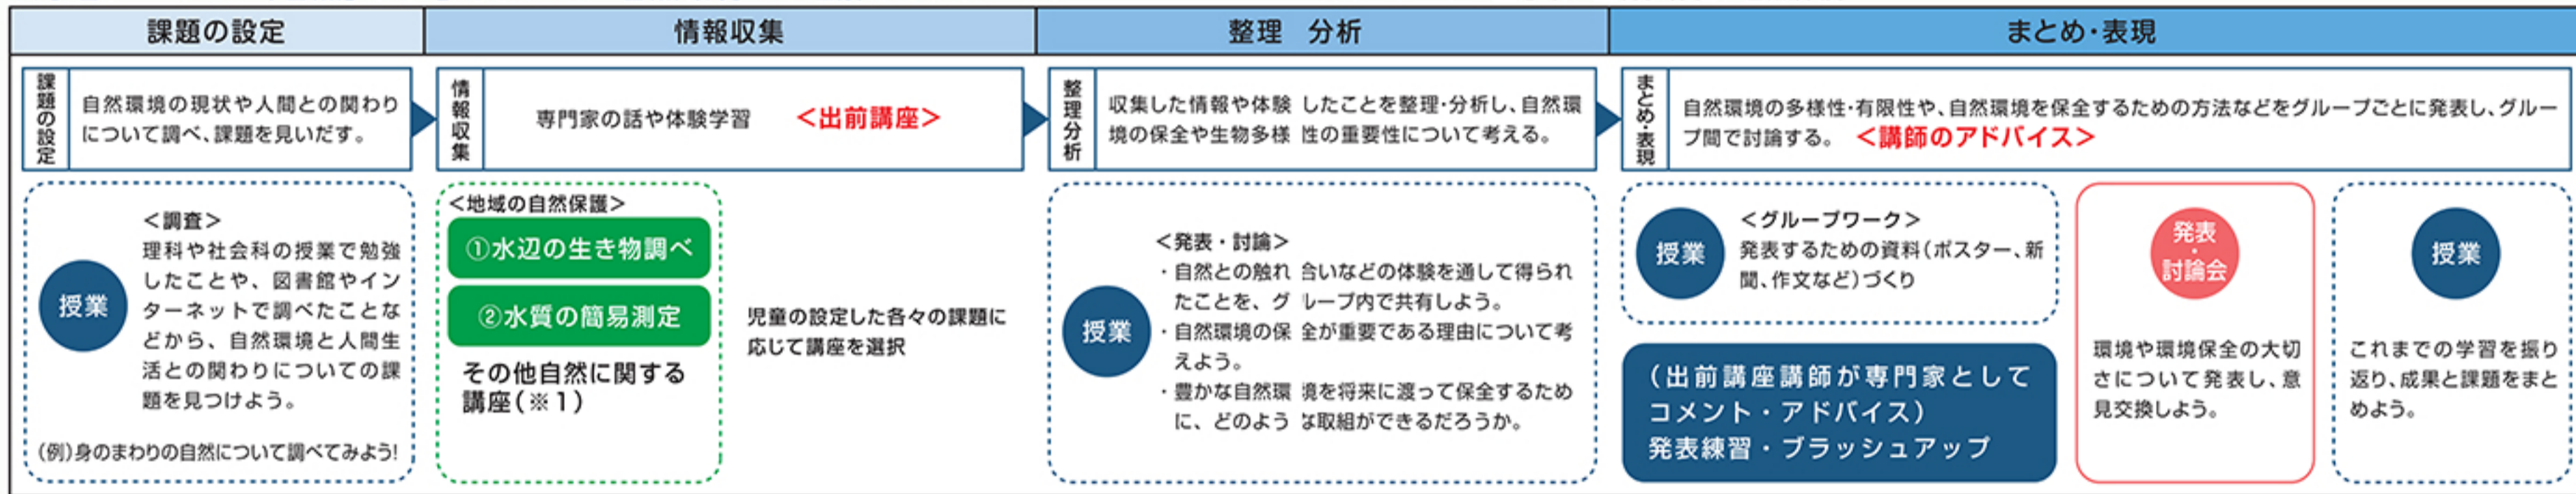 課題の設定
情報収集
整理 分析
まとめ・表現
課題の設定
自然環境の現状や人間との関わり
について調べ、課題を見いだす。
情報収集
専門家の話や体験学習 <出前講座>
整理分析
収集した情報や体験 したことを整理・分析し、自然環
境の保全や生物多様 性の重要性について考える。
まとめ・表現
自然環境の多様性・有限性や、自然環境を保全するための方法などをグループごとに発表し、グルー
プ間で討論する。 <講師のアドバイス>
授業
<調査>
理科や社会科の授業で勉強
したことや、図書館やイン
ターネットで調べたことな
どから、自然環境と人間生
活との関わりについての課
題を見つけよう。
(例)身のまわりの自然について調べてみよう!
<地域の自然保護>
①水辺の生き物調べ
②水質の簡易測定
その他自然に関する
講座(※1)
児童の設定した各々の課題に
応じて講座を選択
授業
<発表・討論>
・自然との触れ 合いなどの体験を通して得られ
たことを、グ ループ内で共有しよう。
・自然環境の保 全が重要である理由について考
えよう。
・豊かな自然環 境を将来に渡って保全するため
に、どのよう な取組ができるだろうか。
授業
<グループワーク>
発表するための資料(ポスター、新
聞、作文など)づくり
(出前講座講師が専門家として
コメント・アドバイス)
発表練習・ブラッシュアップ
発表
・
討論会
環境や環境保全の大切
さについて発表し、意
見交換しよう。
授業
これまでの学習を振り
返り、成果と課題をまと
めよう。